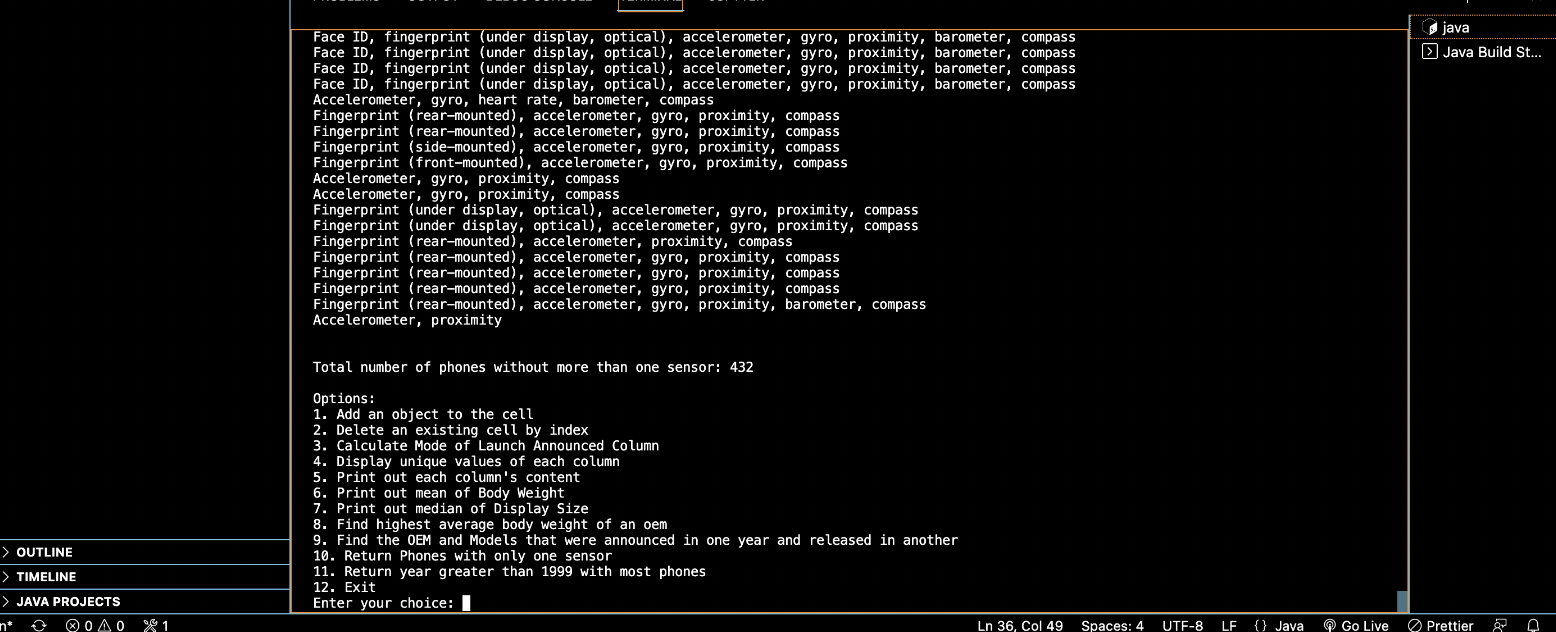 PROBLEMS OUTPUT DEBUG CONSOLE TERMINAL
Face ID, fingerprint (under display, optical), accelerometer, gyro, proximity, barometer, compass
Face ID, fingerprint (under display, optical), accelerometer, gyro, proximity, barometer, compass
Face ID, fingerprint (under display, optical), accelerometer, gyro, proximity, barometer, compass
Face ID, fingerprint (under display, optical), accelerometer, gyro, proximity, barometer, compass
Accelerometer, gyro, heart rate, barometer, compass
Fingerprint (rear-mounted), accelerometer, gyro, proximity, compass
Fingerprint (rear-mounted), accelerometer, gyro, proximity, compass
Fingerprint (side-mounted), accelerometer, gyro, proximity, compass
Fingerprint (front-mounted), accelerometer, gyro, proximity, compass
Accelerometer, gyro, proximity, compass
Accelerometer, gyro, proximity, compass
Fingerprint (under display, optical), accelerometer, gyro, proximity, compass
Fingerprint (under display, optical), accelerometer, gyro, proximity, compass
Fingerprint (rear-mounted), accelerometer, proximity, compass
Fingerprint (rear-mounted), accelerometer, gyro, proximity, compass
Fingerprint (rear-mounted), accelerometer, gyro, proximity, compass
Fingerprint (rear-mounted), accelerometer, gyro, proximity, compass
Fingerprint (rear-mounted), accelerometer, gyro, proximity, barometer, compass
Accelerometer, proximity
Total number of phones without more than one sensor: 432
Options:
1. Add an object to the cell
2. Delete an existing cell by index
3. Calculate Mode of Launch Announced Column
4. Display unique values of each column
5. Print out each column's content
6. Print out mean of Body Weight
7. Print out median of Display Size
8. Find highest average body weight of an oem
9. Find the OEM and Models that were announced in one year and released in another
10. Return Phones with only one sensor
11. Return year greater than 1999 with most phones
12. Exit
Enter your choice:
java
Java Build St...
OUTLINE
TIMELINE
JAVA PROJECTS
n* 0 0 1 Ln 36, Col 49 Spaces: 4 UTF-8 LF {} Java Go Live Prettier